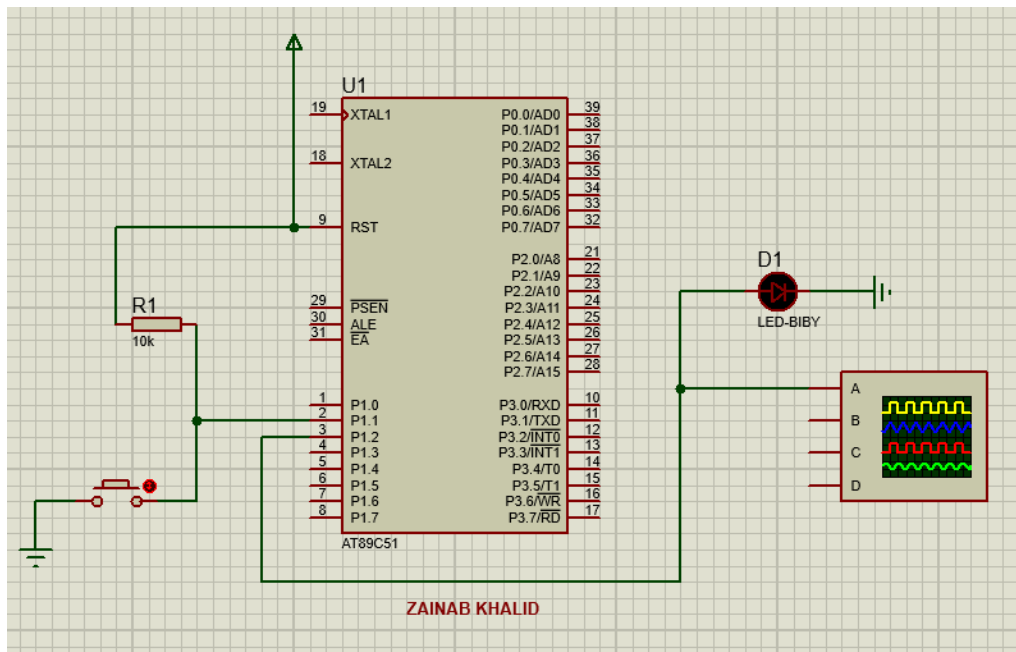 U1
19 XTAL1
18 XTAL2
9 RST
29 PSEN
30 ALE
31 EA
1 P1.0
2 P1.1
3 P1.2
4 P1.3
5 P1.4
6 P1.5
7 P1.6
8 P1.7
P0.0/AD0 39
P0.1/AD1 38
P0.2/AD2 37
P0.3/AD3 36
P0.4/AD4 35
P0.5/AD5 34
P0.6/AD6 33
P0.7/AD7 32
P2.0/A8 21
P2.1/A9 22
P2.2/A10 23
P2.3/A11 24
P2.4/A12 25
P2.5/A13 26
P2.6/A14 27
P2.7/A15 28
P3.0/RXD 10
P3.1/TXD 11
P3.2/INT0 12
P3.3/INT1 13
P3.4/T0 14
P3.5/T1 15
P3.6/WR 16
P3.7/RD 17
AT89C51
R1
10k
D1
LED-BIBY
A
B
C
D
ZAINAB KHALID